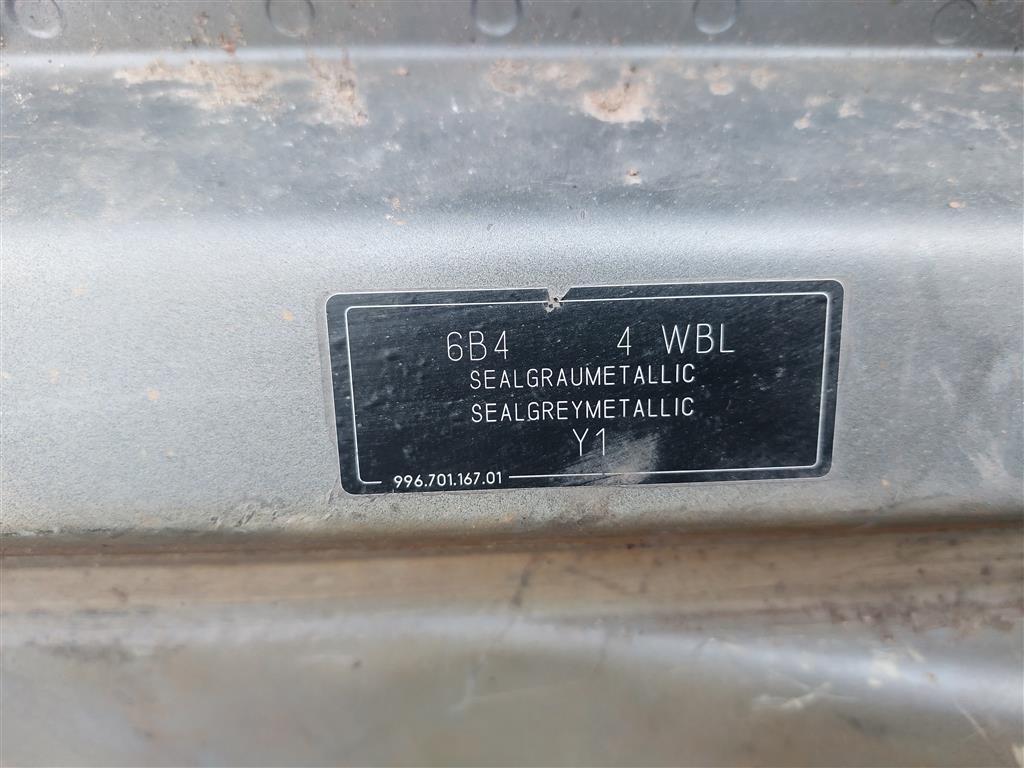 6B4 4 WBL
SEALGRAUMETALLIC
SEALGREYMETALLIC
Y1
996.701.167.01